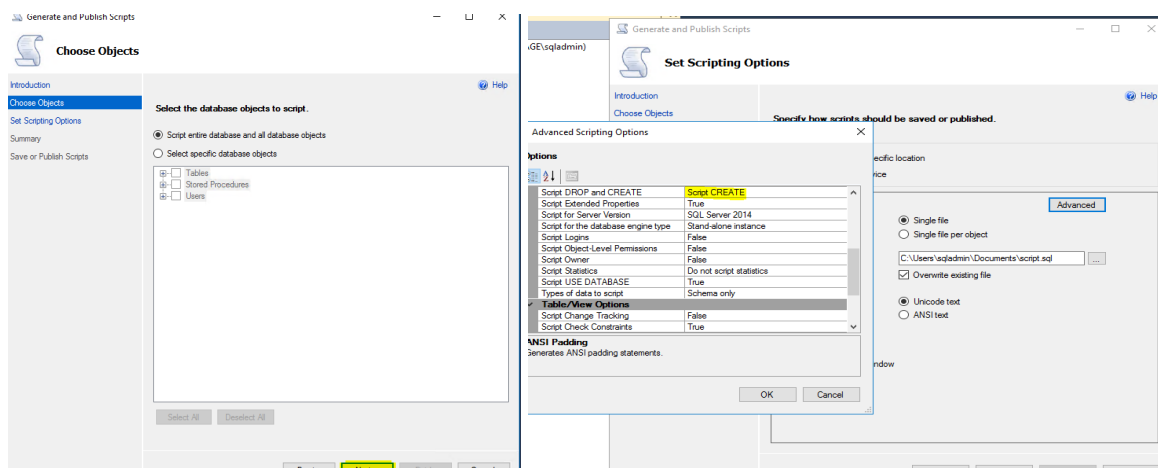 Generate and Publish Scripts
Choose Objects
Introduction
Help
Choose Objects
Set Scripting Options
Summary
Save or Publish Scripts
Select the database objects to script.
Script entire database and all database objects
Select specific database objects
Tables
Stored Procedures
Users
Select All Deselect All
GE\sqladmin)
Generate and Publish Scripts
Set Scripting Options
Introduction
Help
Choose Objects
Specify how scripts should be saved or published.
Advanced Scripting Options
ptions
ecific location
vice
Script DROP and CREATE Script CREATE
Script Extended Properties True
Script for Server Version SQL Server 2014
Script for the database engine type Stand-alone instance
Script Logins False
Script Object-Level Permissions False
Script Owner False
Script Statistics Do not script statistics
Script USE DATABASE True
Types of data to script Schema only
Table/View Options
Script Change Tracking False
Script Check Constraints True
ANSI Padding
Generates ANSI padding statements.
OK Cancel
Advanced
Single file
Single file per object
C:\Users\sqladmin\Documents\script.sql ...
Overwrite existing file
Unicode text
ANSI text
ndow